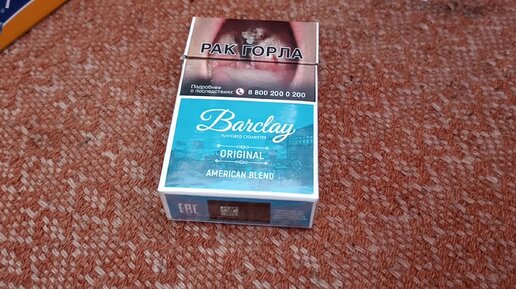 РАК ГОРЛА
Подробнее
о последствиях 8 800 200 0 200
Barclay
FLAVORED CIGARETTES
ORIGINAL
AMERICAN BLEND
EAC